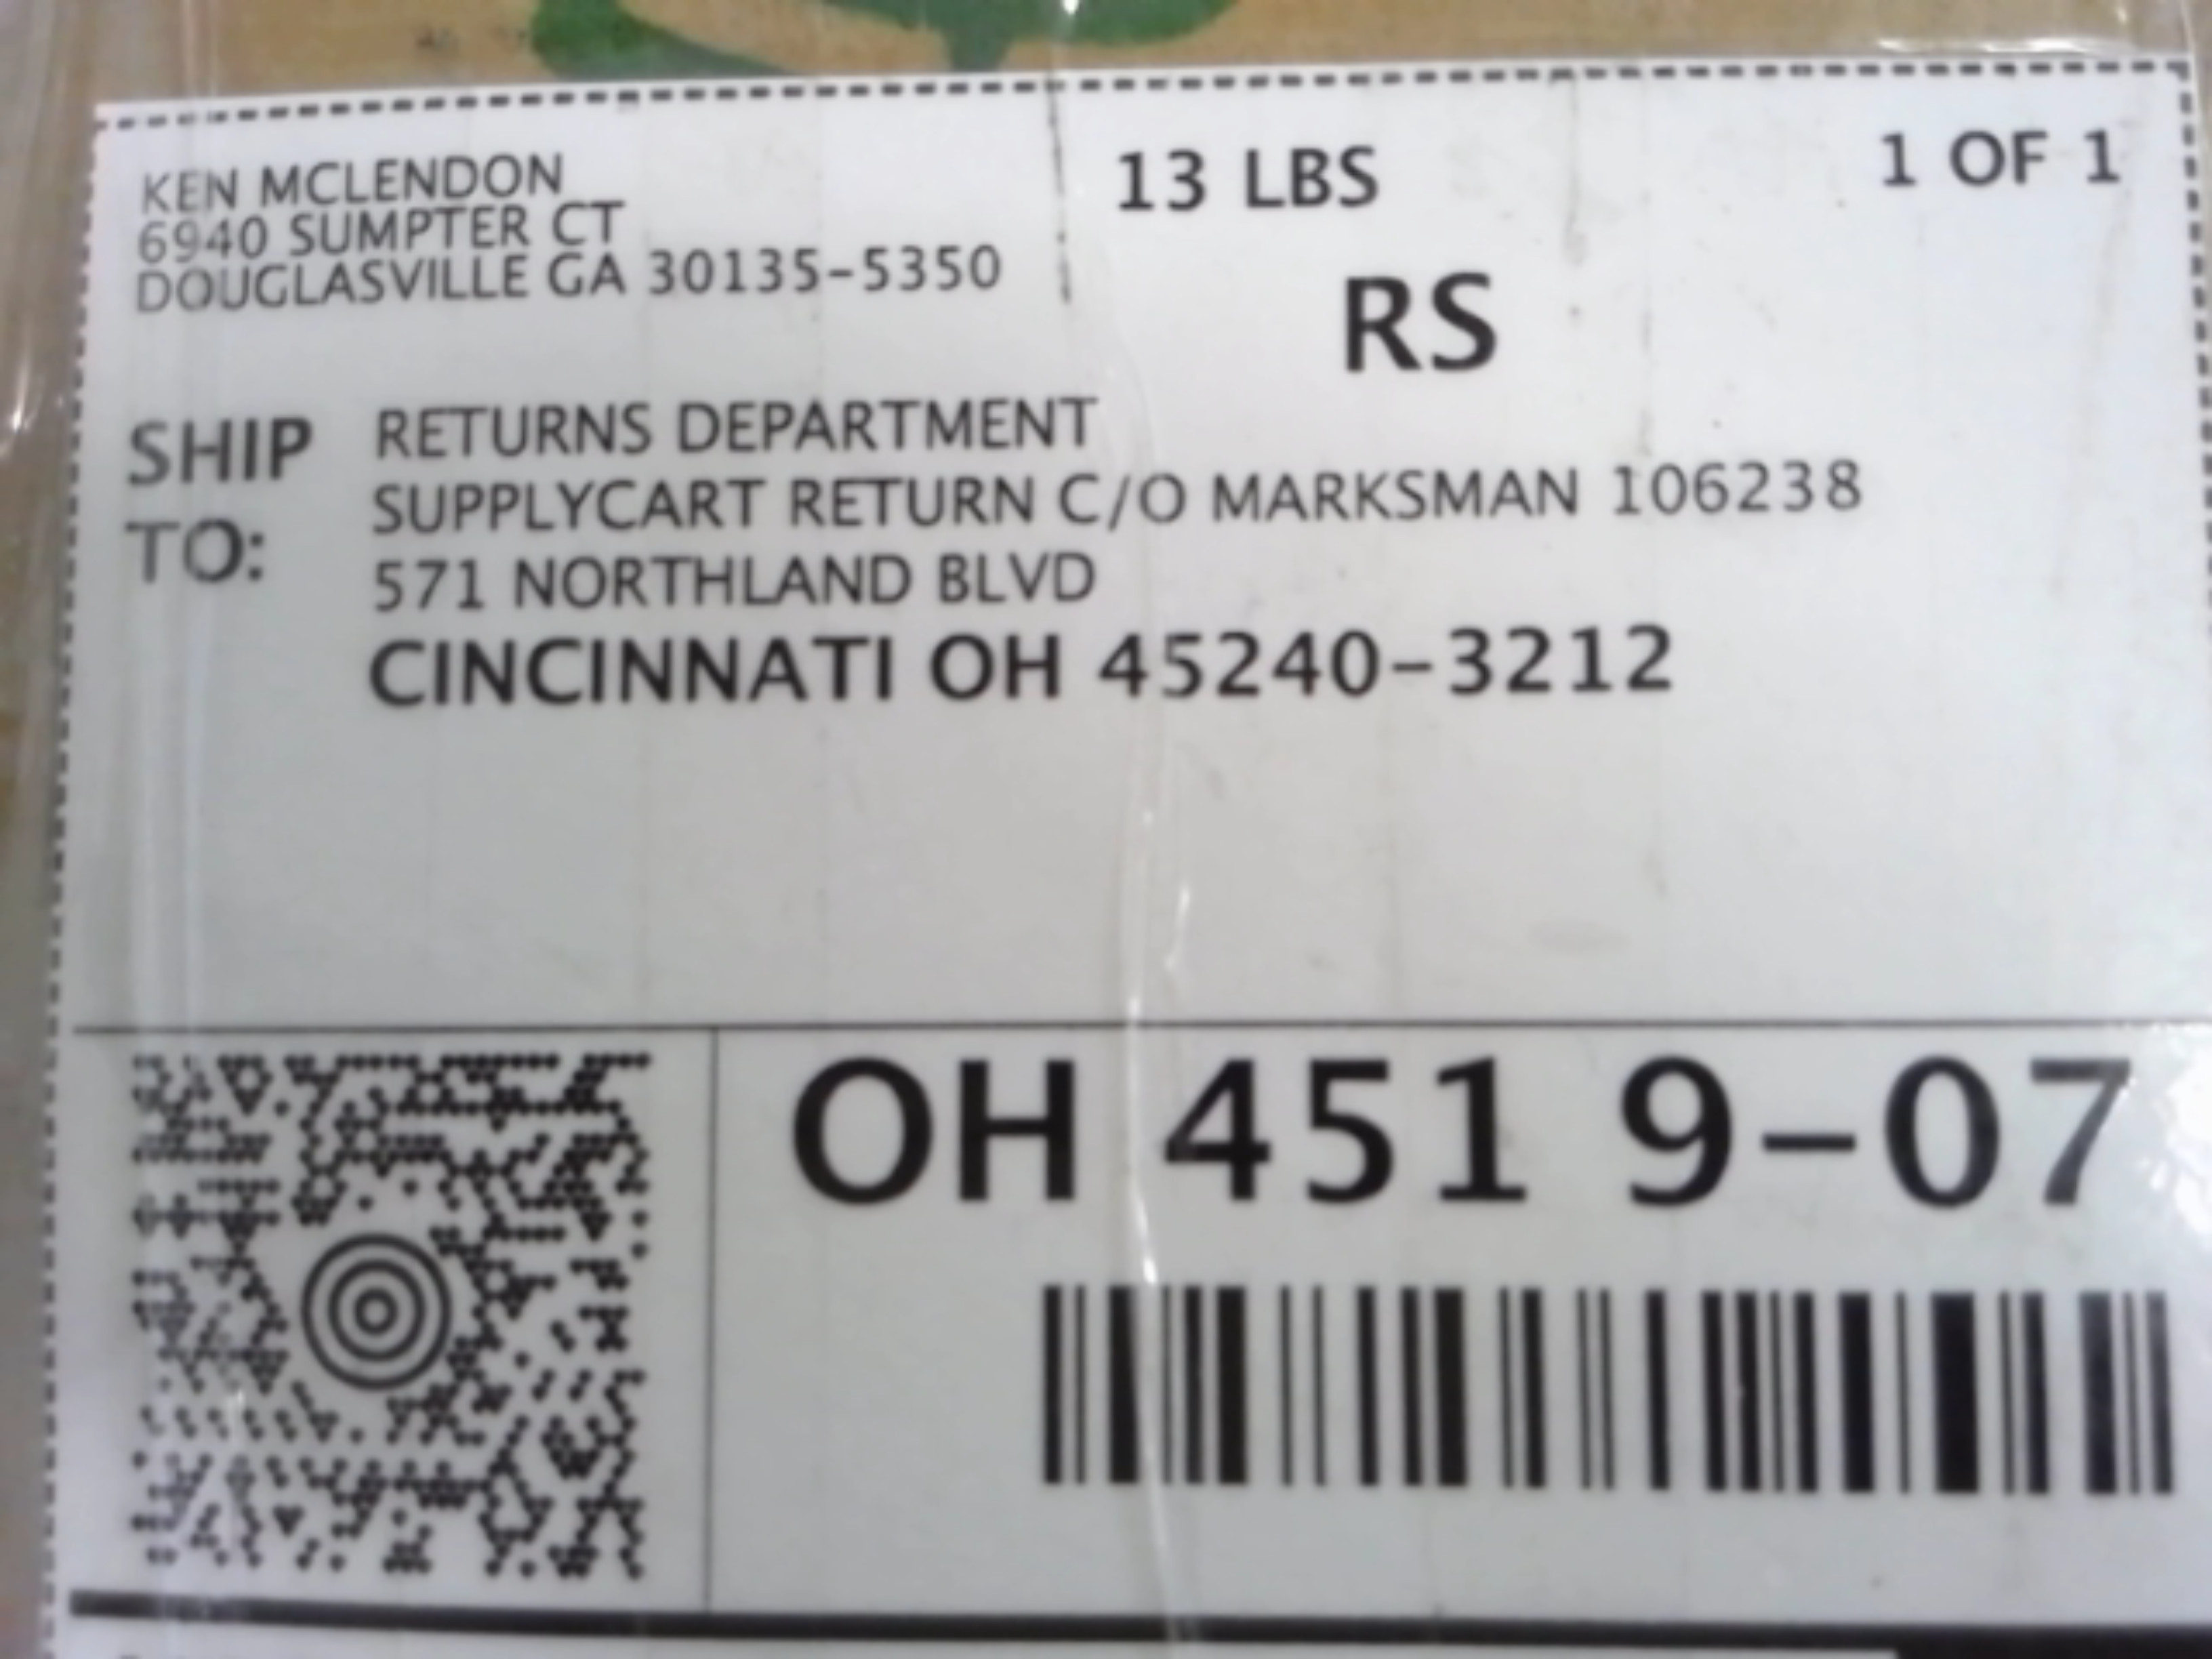 KEN MCLENDON
6940 SUMPTER CT
DOUGLASVILLE GA 30135-5350
13 LBS
1 OF 1
RS
SHIP TO:
RETURNS DEPARTMENT
SUPPLYCART RETURN C/O MARKSMAN 106238
571 NORTHLAND BLVD
CINCINNATI OH 45240-3212
OH 451 9-07